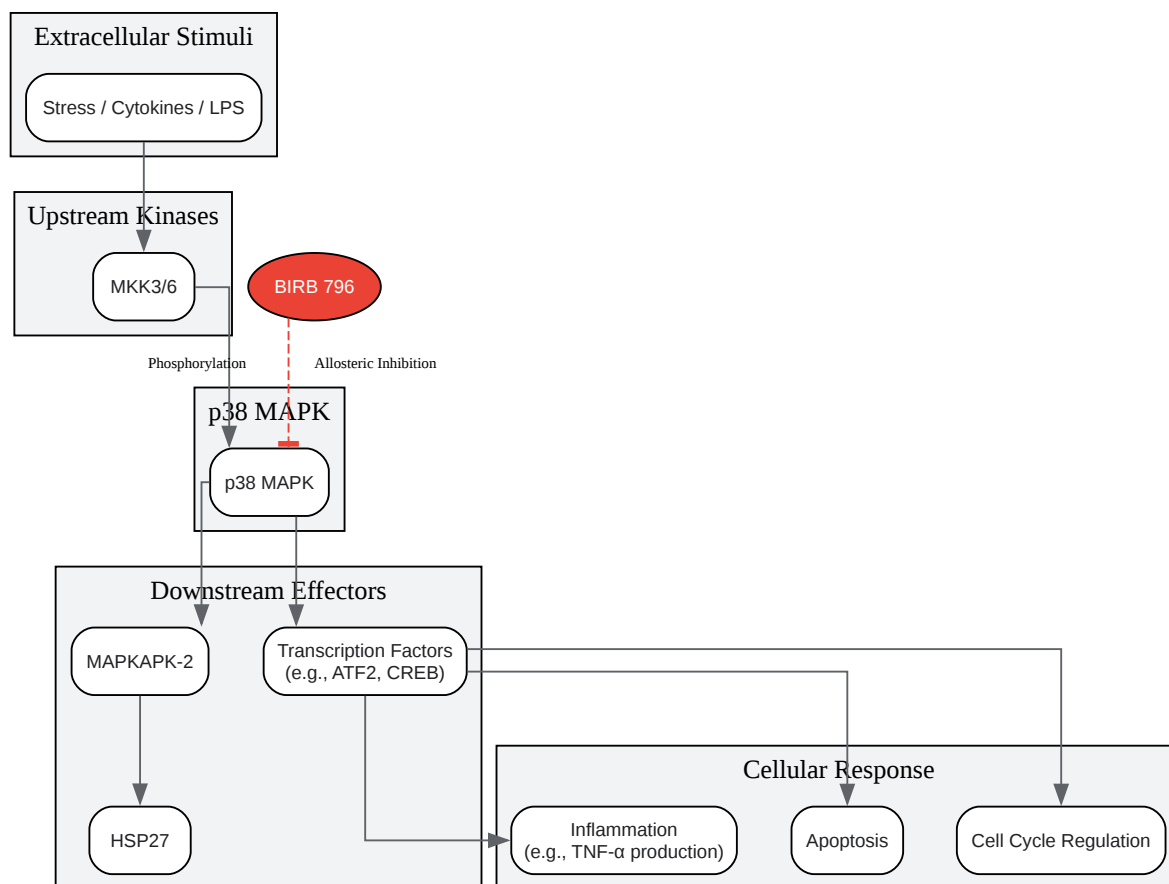 Extracellular Stimuli
Stress / Cytokines / LPS
Upstream Kinases
MKK3/6
BIRB 796
Phosphorylation
Allosteric Inhibition
p38 MAPK
p38 MAPK
Downstream Effectors
MAPKAPK-2
Transcription Factors
(e.g., ATF2, CREB)
HSP27
Cellular Response
Inflammation
(e.g., TNF-α production)
Apoptosis
Cell Cycle Regulation